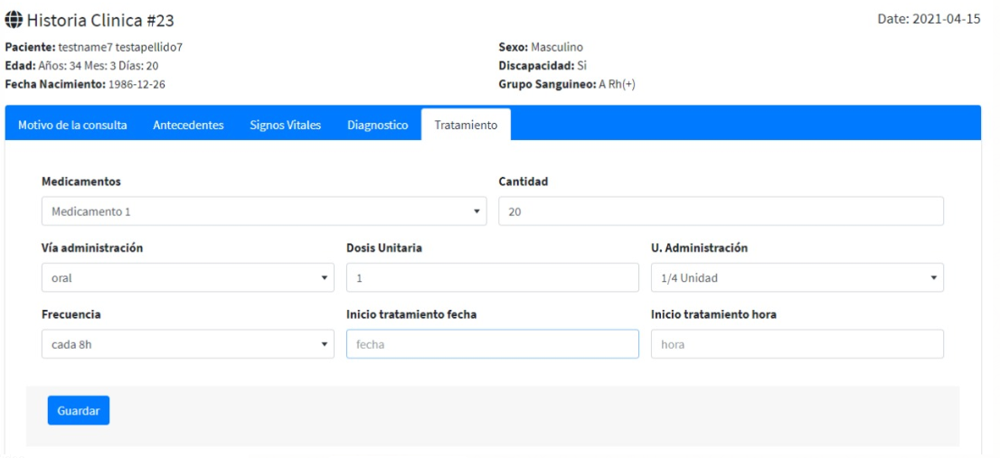 Historia Clinica #23
Date: 2021-04-15
Paciente: testname7 testapellido7
Sexo: Masculino
Edad: Años: 34 Mes: 3 Días: 20
Discapacidad: Si
Fecha Nacimiento: 1986-12-26
Grupo Sanguineo: A Rh(+)
Motivo de la consulta Antecedentes Signos Vitales Diagnostico Tratamiento
Medicamentos Cantidad
Medicamento 1 20
Vía administración Dosis Unitaria U. Administración
oral 1 1/4 Unidad
Frecuencia Inicio tratamiento fecha Inicio tratamiento hora
cada 8h fecha hora
Guardar